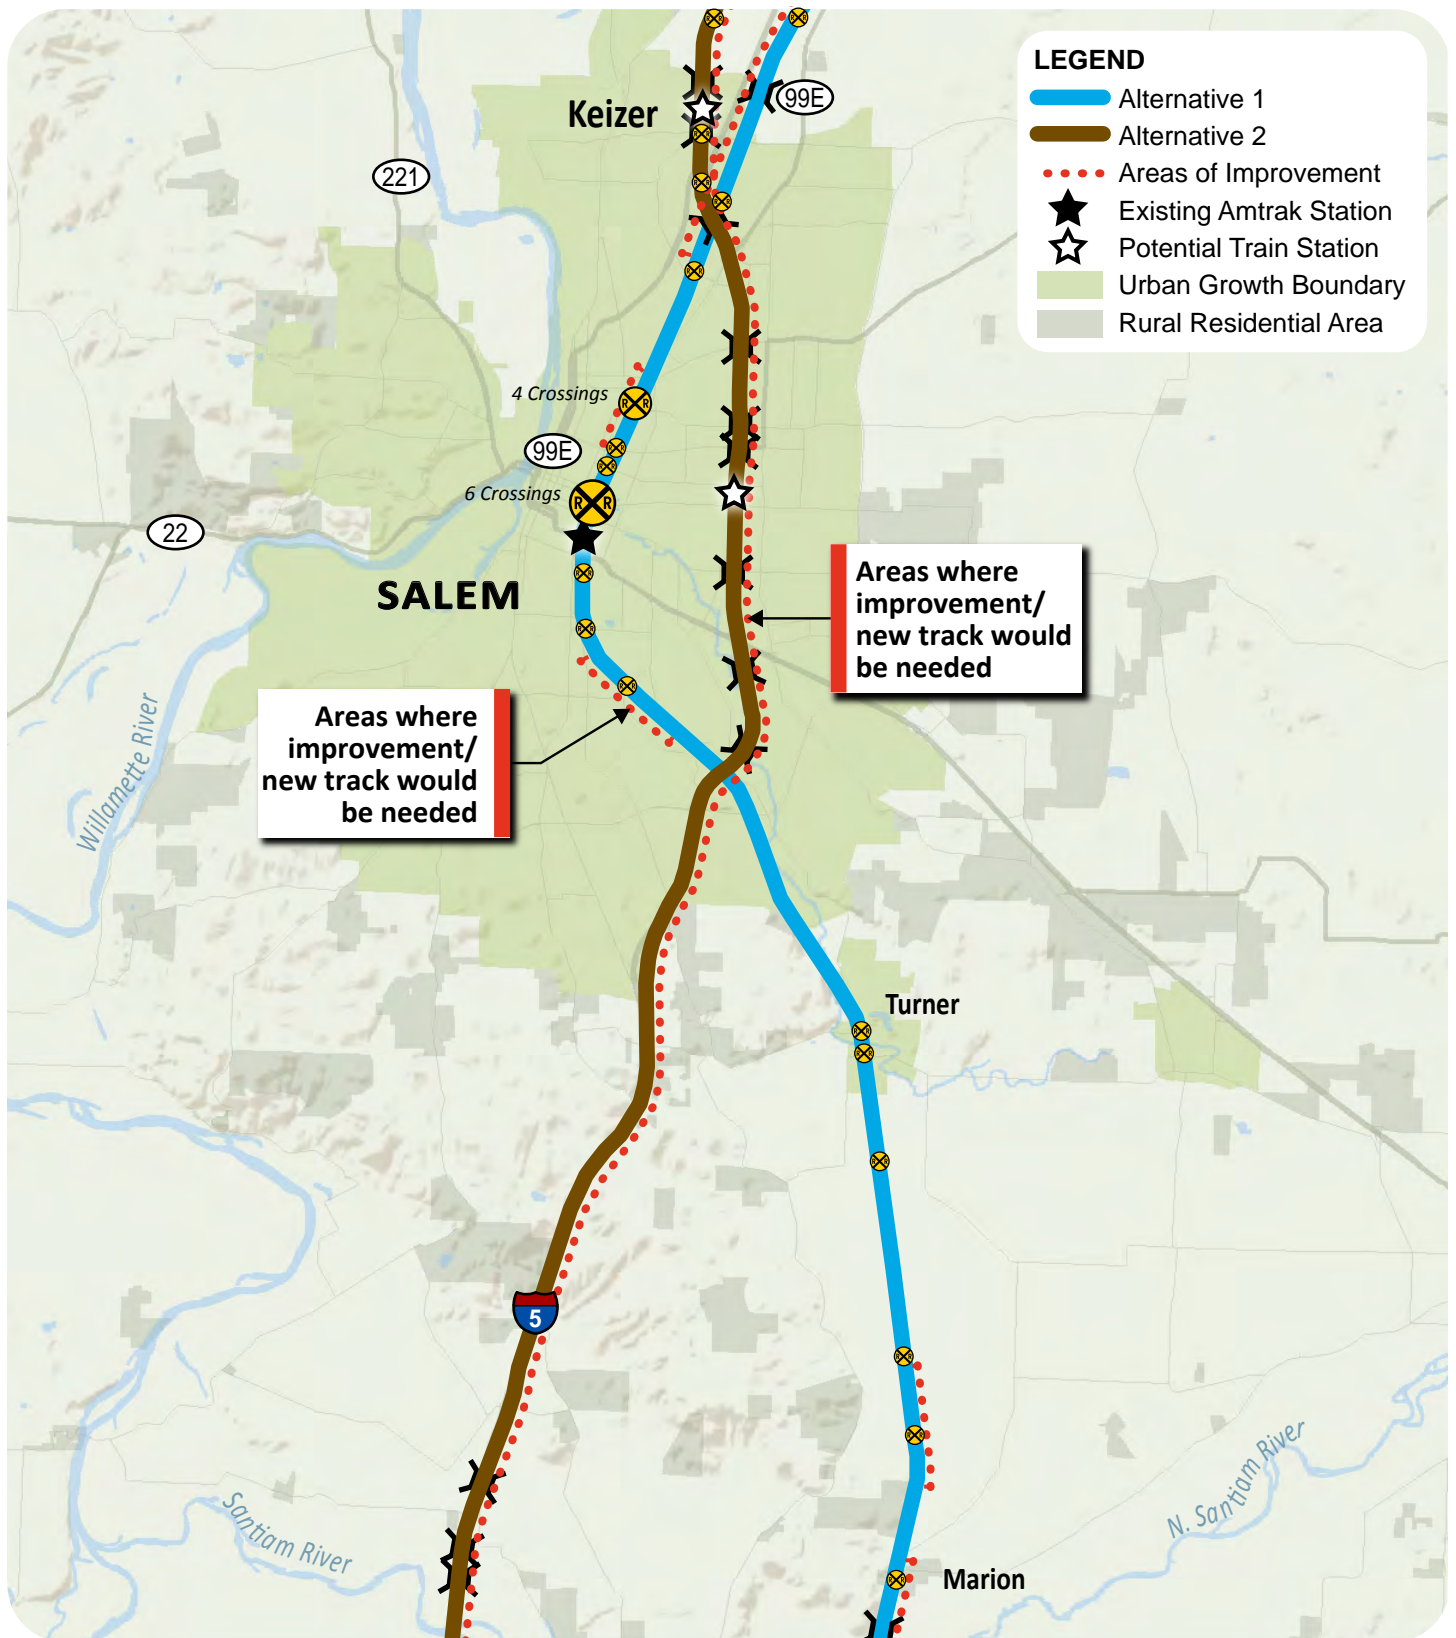 LEGEND
Alternative 1
Alternative 2
Areas of Improvement
Existing Amtrak Station
Potential Train Station
Urban Growth Boundary
Rural Residential Area
Keizer
99E
221
4 Crossings
R R
99E
6 Crossings
R R
22
SALEM
Areas where
improvement/
new track would
be needed
Areas where
improvement/
new track would
be needed
Willamette River
Turner
5
Santiam River
N. Santiam River
Marion